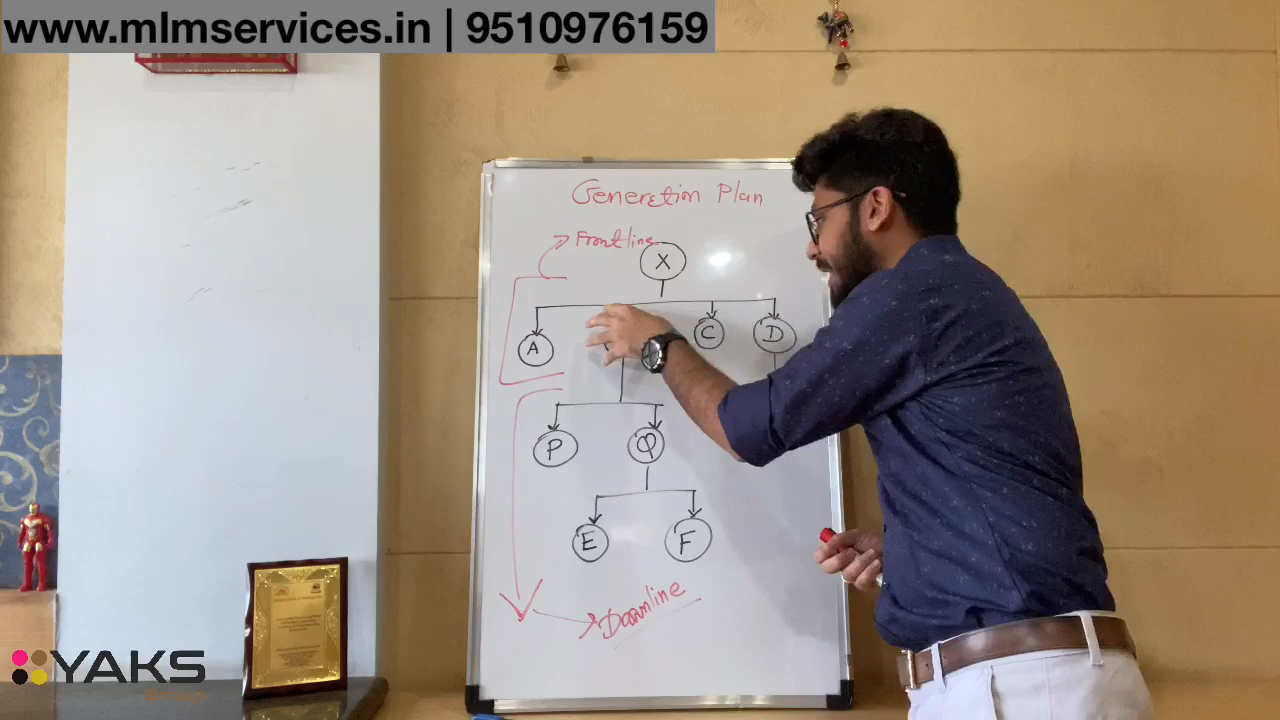 www.mlmservices.in | 9510976159
Generation Plan
Frontline
X
A
C
D
P
Q
E
F
Downline
YAKS